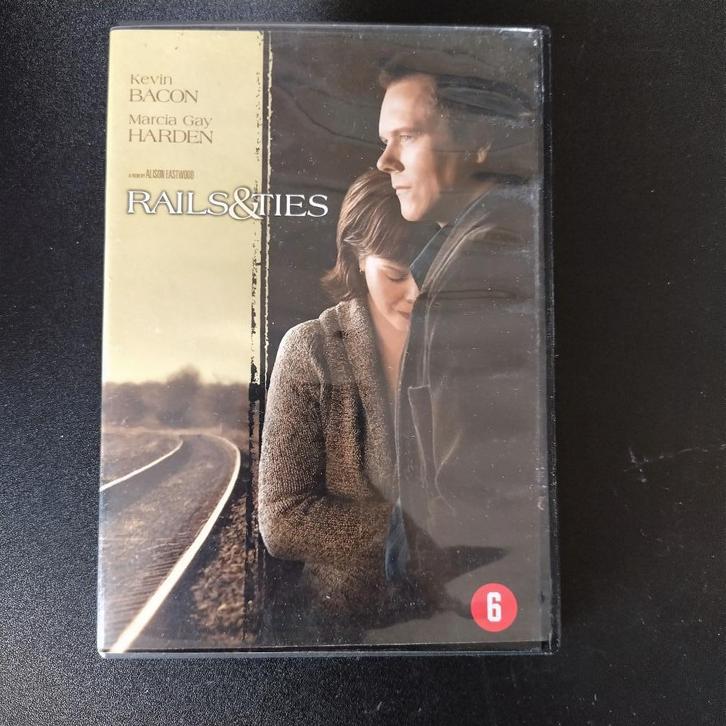 Kevin
BACON
Marcia Gay
HARDEN
A FILM BY ALISON EASTWOOD
RAILS&TIES
6